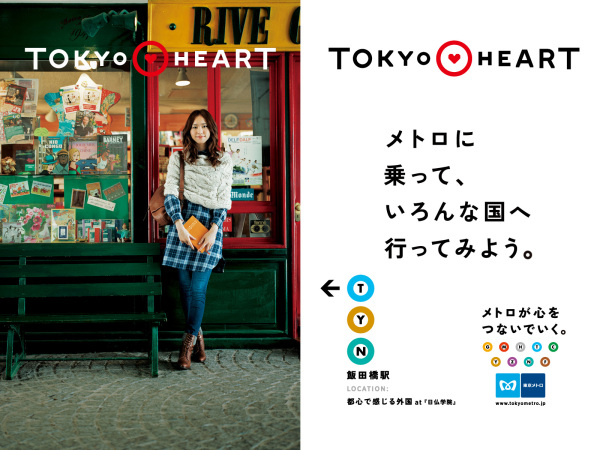 RIVE G
TOKYO HEART
Monde
TOKYO HEART
メトロに
乗って、
いろんな国へ
行ってみよう。
T
Y
N
飯田橋駅
LOCATION:
都心で感じる外国 at 『日仏学院』
メトロが心を
つないでいく。
G M H T C
Y Z N F
東京メトロ
www.tokyometro.jp